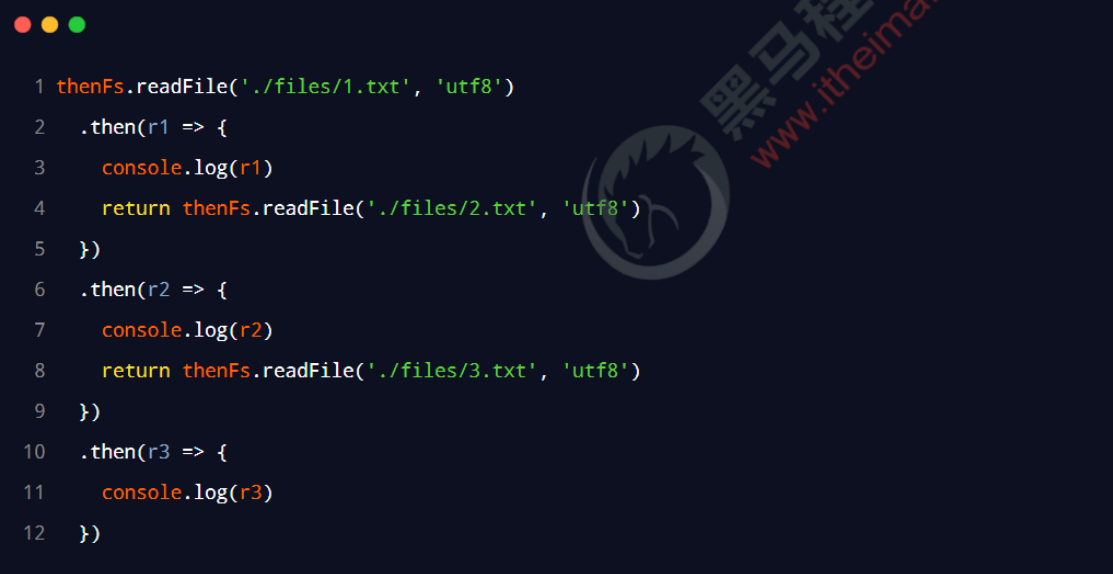 黑马程
www.itheima
1 thenFs.readFile('./files/1.txt', 'utf8')
2 .then(r1 => {
3 console.log(r1)
4 return thenFs.readFile('./files/2.txt', 'utf8')
5 })
6 .then(r2 => {
7 console.log(r2)
8 return thenFs.readFile('./files/3.txt', 'utf8')
9 })
10 .then(r3 => {
11 console.log(r3)
12 })